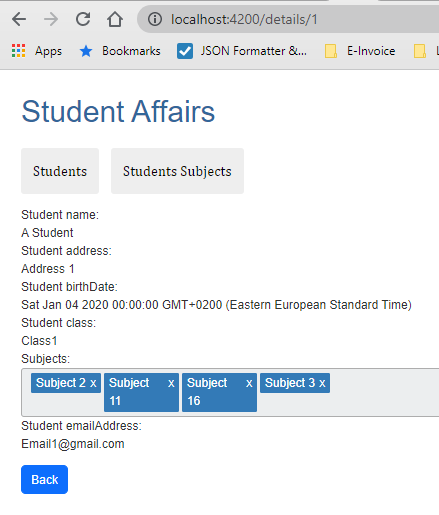 localhost:4200/details/1
Apps Bookmarks JSON Formatter &... E-Invoice
Student Affairs
Students Students Subjects
Student name:
A Student
Student address:
Address 1
Student birthDate:
Sat Jan 04 2020 00:00:00 GMT+0200 (Eastern European Standard Time)
Student class:
Class1
Subjects:
Subject 2 x Subject x Subject x Subject 3 x
11 16
Student emailAddress:
Email1@gmail.com
Back